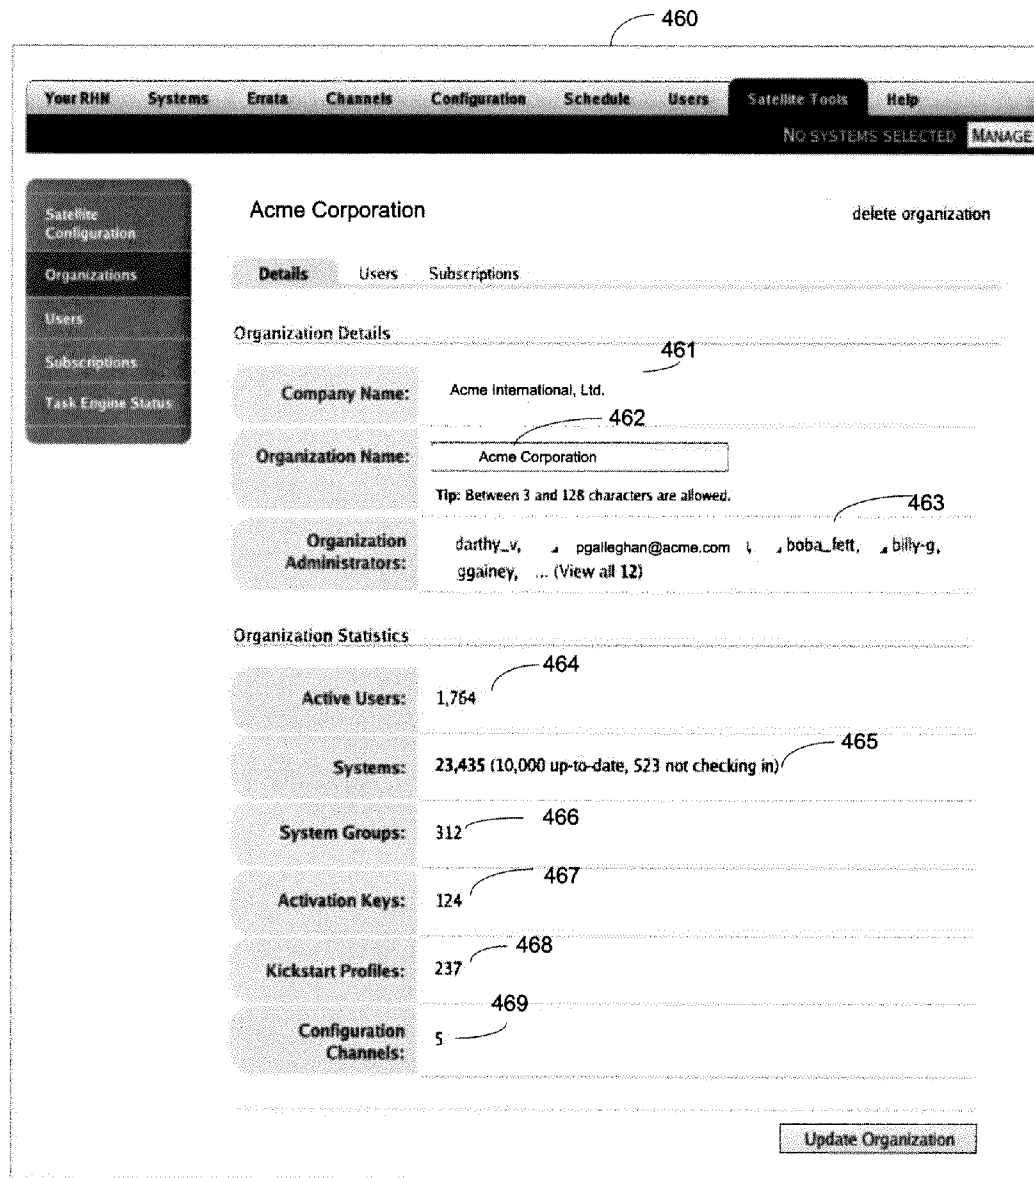 460
Your RHN Systems Errata Channels Configuration Schedule Users Satellite Tools Help
NO SYSTEMS SELECTED MANAGE
Satellite Configuration
Organizations
Users
Subscriptions
Task Engine Status
Acme Corporation
delete organization
Details Users Subscriptions
Organization Details
461
Company Name: Acme International, Ltd.
462
Organization Name: Acme Corporation
Tip: Between 3 and 128 characters are allowed.
463
Organization Administrators: darthy_v, pgalleghan@acme.com, boba_fett, billy-g,
ggainey, ... (View all 12)
Organization Statistics
464
Active Users: 1,764
465
Systems: 23,435 (10,000 up-to-date, 523 not checking in)
466
System Groups: 312
467
Activation Keys: 124
468
Kickstart Profiles: 237
469
Configuration Channels: 5
Update Organization